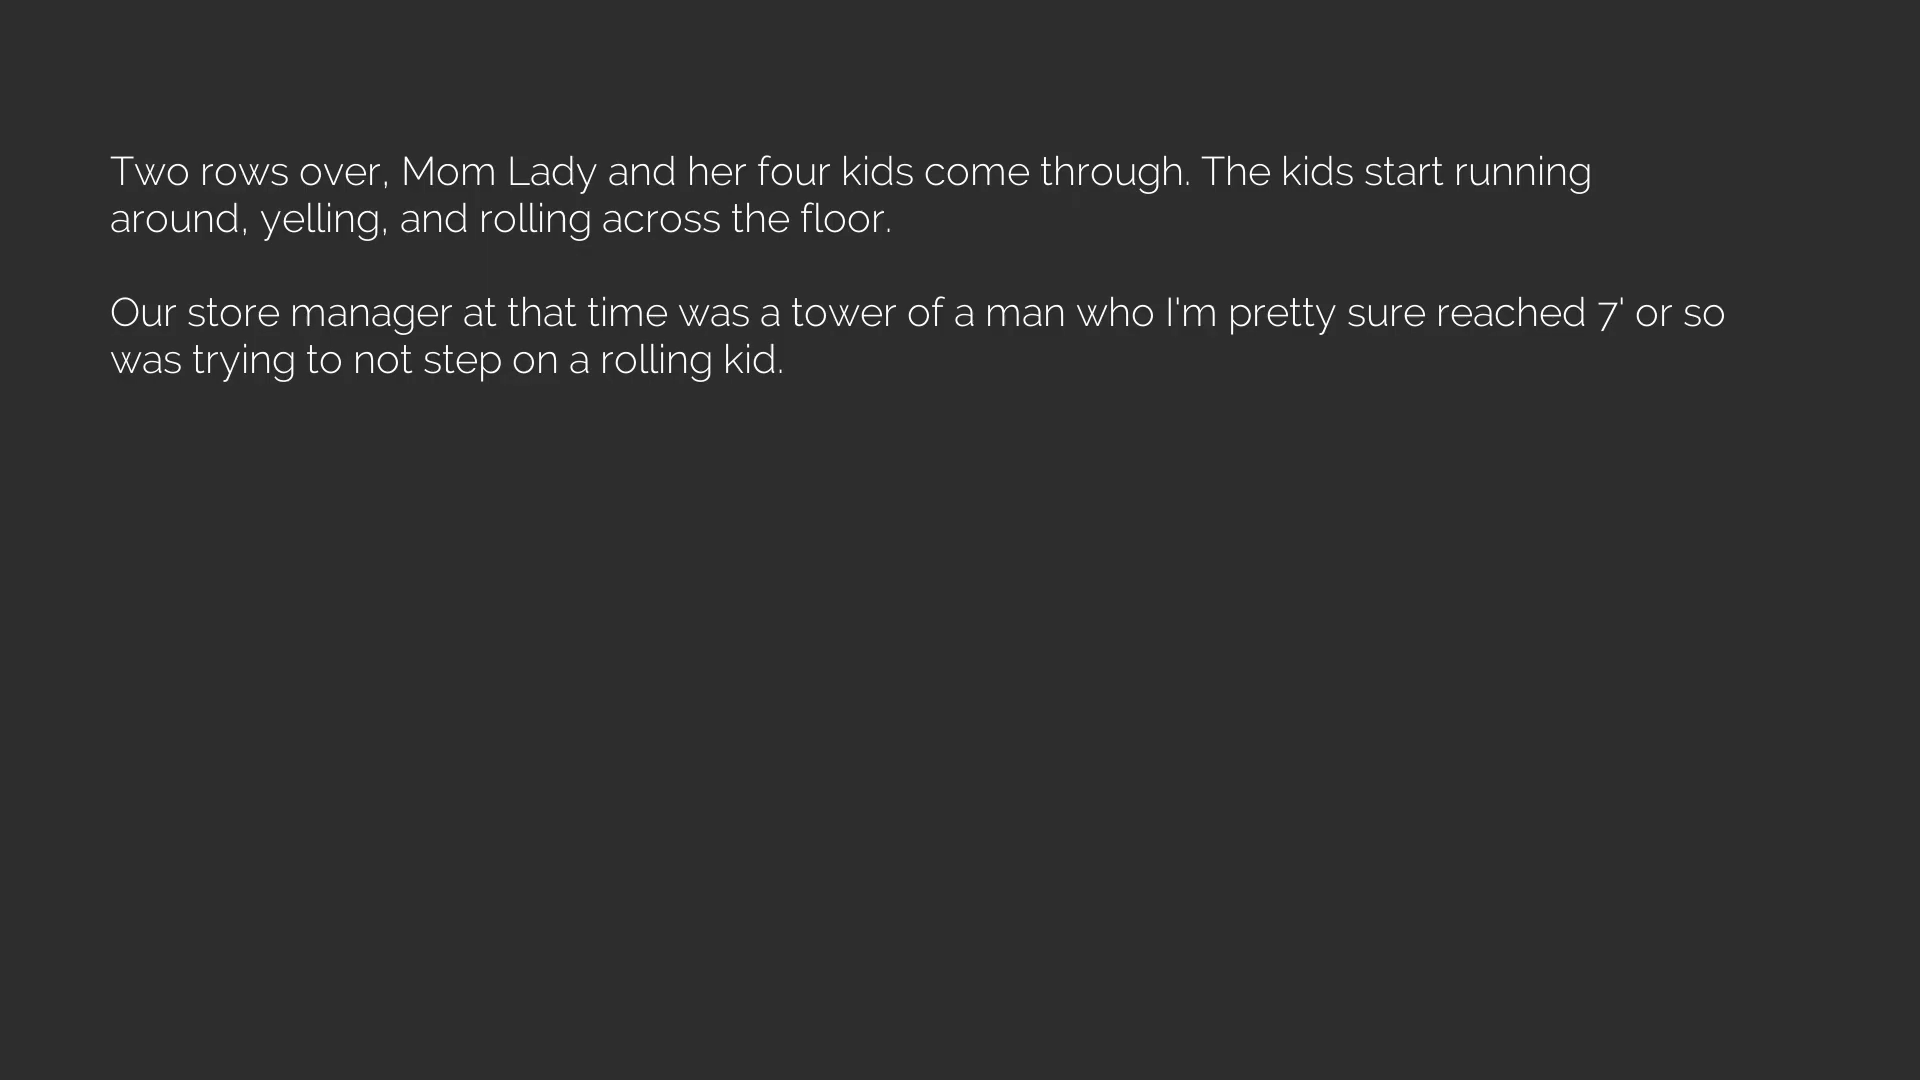 Two rows over, Mom Lady and her four kids come through. The kids start running
around, yelling, and rolling across the floor.
Our store manager at that time was a tower of a man who I'm pretty sure reached 7' or so
was trying to not step on a rolling kid.